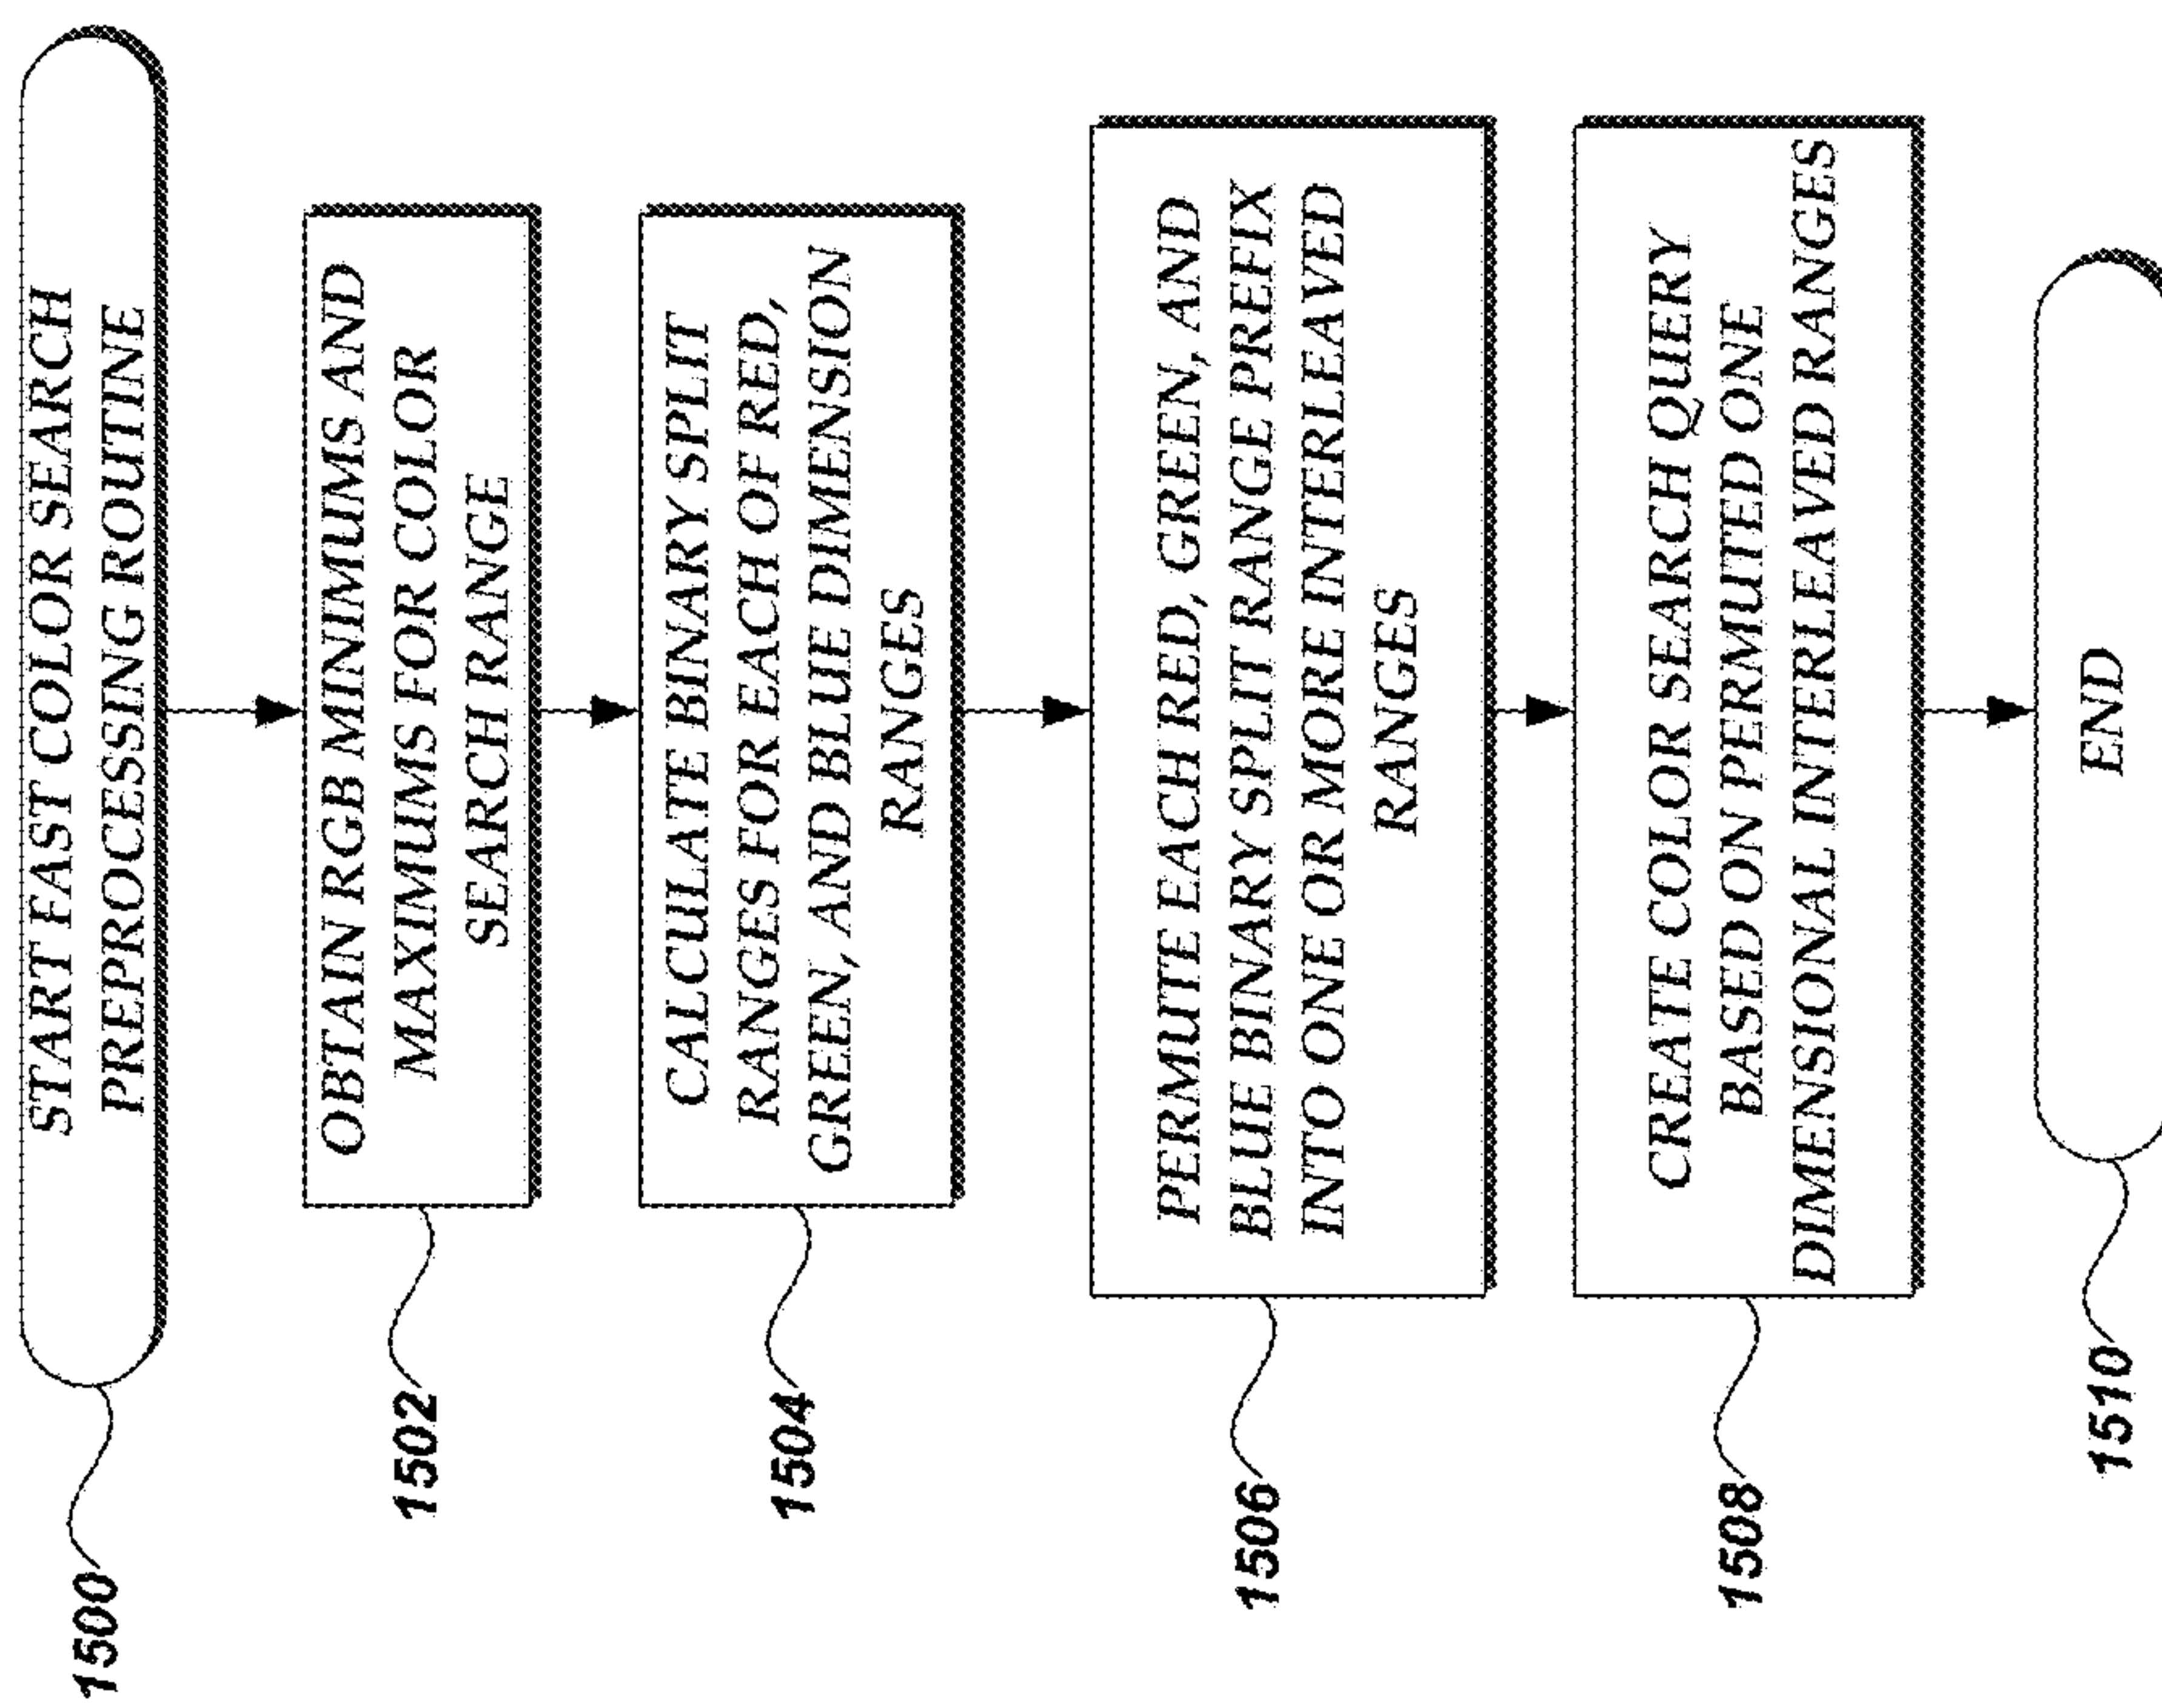 START FAST COLOR SEARCH
PREPROCESSING ROUTINE
1500
OBTAIN RGB MINIMUMS AND
MAXIMUMS FOR COLOR
SEARCH RANGE
1502
CALCULATE BINARY SPLIT
RANGES FOR EACH OF RED,
GREEN, AND BLUE DIMENSION
RANGES
1504
PERMUTE EACH RED, GREEN, AND
BLUE BINARY SPLIT RANGE PREFIX
INTO ONE OR MORE INTERLEAVED
RANGES
1506
CREATE COLOR SEARCH QUERY
BASED ON PERMUTED ONE
DIMENSIONAL INTERLEAVED RANGES
1508
END
1510